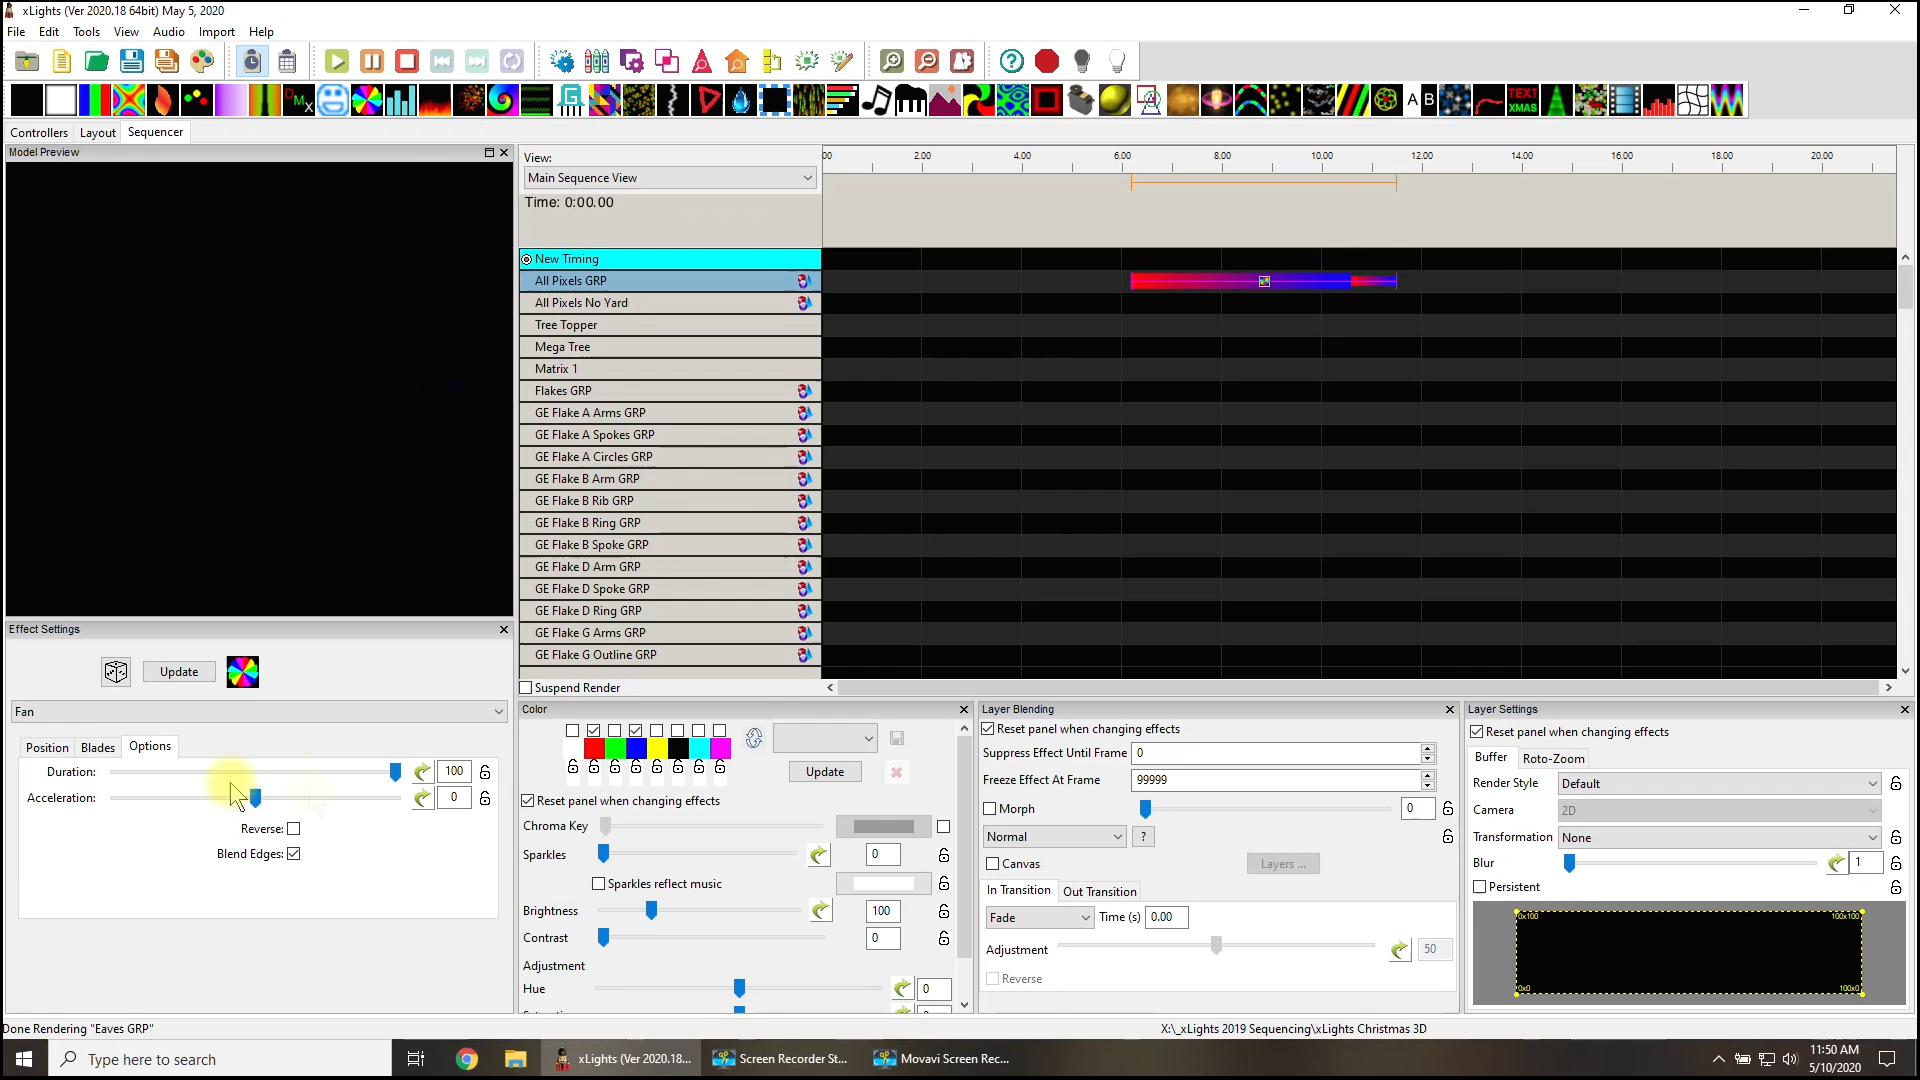 xLights (Ver 2020.18 64bit) May 5, 2020
File Edit Tools View Audio Import Help
DMX
A B
TEXT XMAS
Controllers Layout Sequencer
Model Preview
View:
Main Sequence View
Time: 0:00.00
00 2.00 4.00 6.00 8.00 10.00 12.00 14.00 16.00 18.00 20.00
New Timing
All Pixels GRP
All Pixels No Yard
Tree Topper
Mega Tree
Matrix 1
Flakes GRP
GE Flake A Arms GRP
GE Flake A Spokes GRP
GE Flake A Circles GRP
GE Flake B Arm GRP
GE Flake B Rib GRP
GE Flake B Ring GRP
GE Flake B Spoke GRP
GE Flake D Arm GRP
GE Flake D Spoke GRP
GE Flake D Ring GRP
GE Flake G Arms GRP
GE Flake G Outline GRP
Suspend Render
Effect Settings
Update
Fan
Position Blades Options
Duration: 100
Acceleration: 0
Reverse:
Blend Edges:
Color
Update
Reset panel when changing effects
Chroma Key
Sparkles 0
Sparkles reflect music
Brightness 100
Contrast 0
Adjustment
Hue 0
Layer Blending
Reset panel when changing effects
Suppress Effect Until Frame 0
Freeze Effect At Frame 99999
Morph 0
Normal ?
Canvas Layers ...
In Transition Out Transition
Fade Time (s) 0.00
Adjustment 50
Reverse
Layer Settings
Reset panel when changing effects
Buffer Roto-Zoom
Render Style Default
Camera 2D
Transformation None
Blur 1
Persistent
0x100 100x100
0x0 100x0
Done Rendering "Eaves GRP" X:\_xLights 2019 Sequencing\xLights Christmas 3D
Type here to search
xLights (Ver 2020.18...
Screen Recorder St...
Movavi Screen Rec...
11:50 AM
5/10/2020